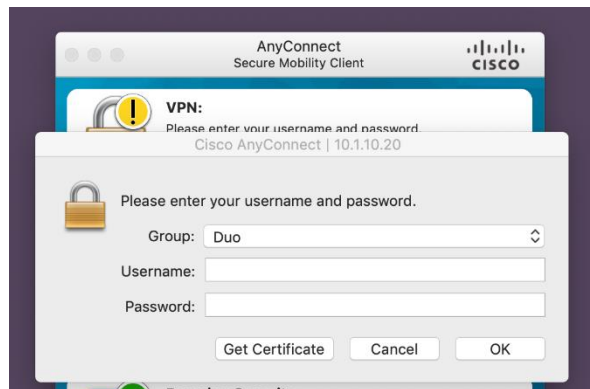 AnyConnect
Secure Mobility Client
CISCO
VPN:
Please enter your username and password.
Cisco AnyConnect | 10.1.10.20
Please enter your username and password.
Group: Duo
Username:
Password:
Get Certificate Cancel OK